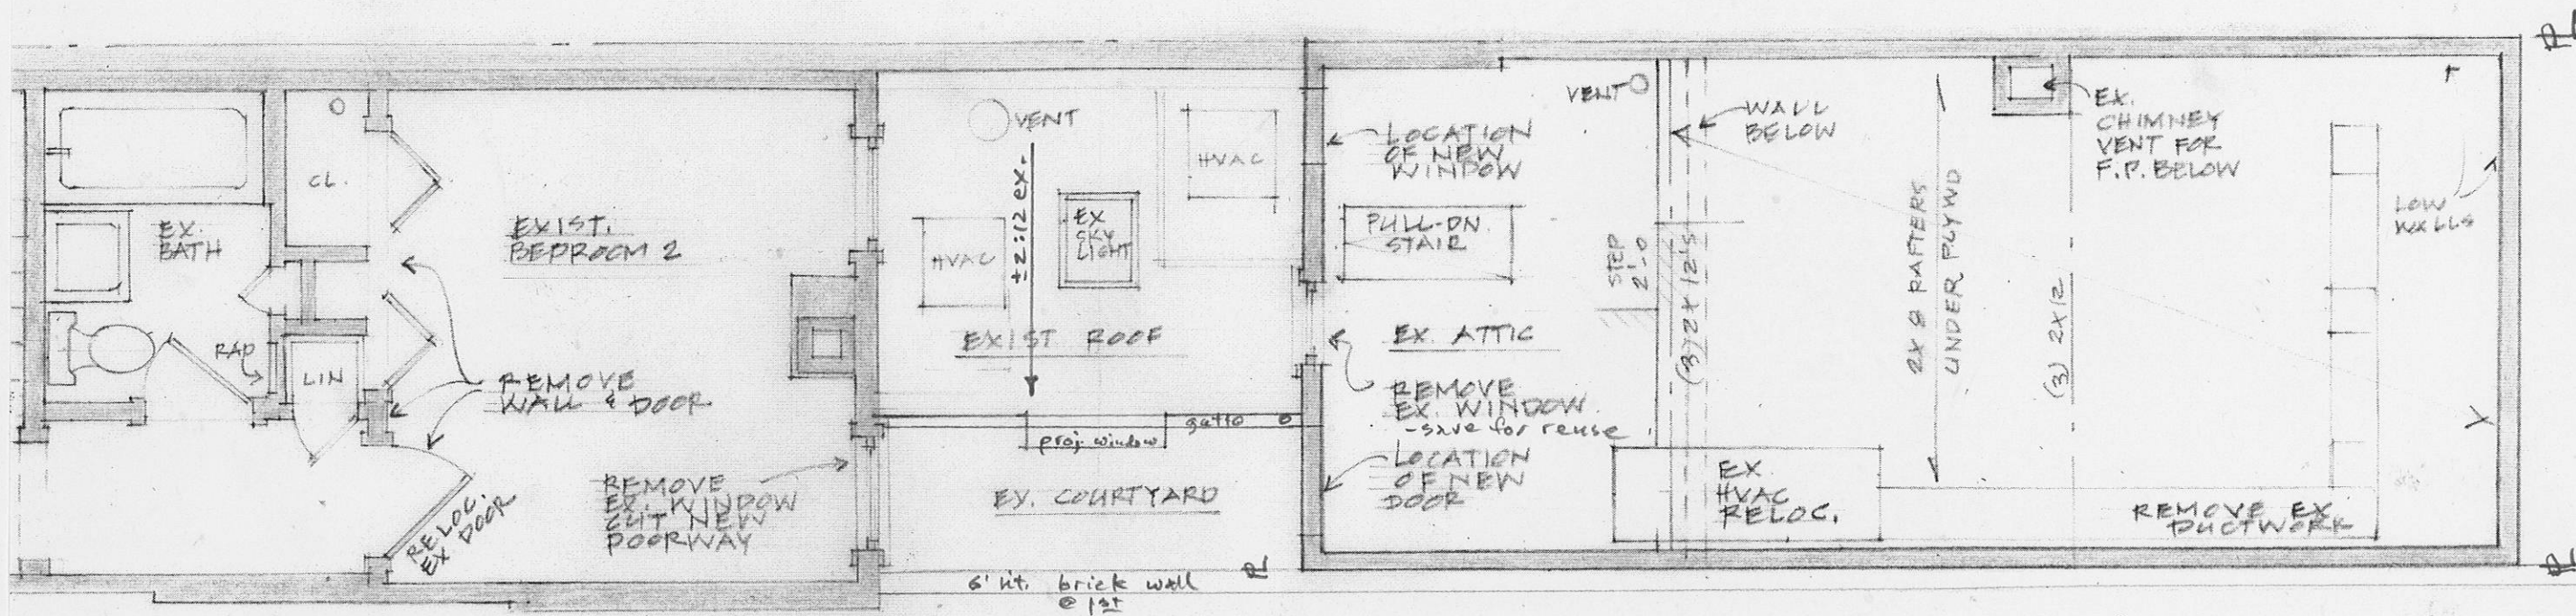 CL.
EX.
BATH
RAD
LIN
EXIST.
BEDROOM 2
REMOVE
WALL & DOOR
RELOC.
EX DOOR
REMOVE
EX. WINDOW
CUT NEW
DOORWAY
VENT
±2:12 ex.
HVAC
EX
SKY
LIGHT
HVAC
EXIST ROOF
proj. window
EX. COURTYARD
6' ht. brick wall
@ 1st
PL
LOCATION
OF NEW
WINDOW
PULL-DN.
STAIR
EX. ATTIC
REMOVE
EX. WINDOW
-save for reuse
LOCATION
OF NEW
DOOR
VENT
STEP
2'-0
WALL
BELOW
(3) 2X12's
EX
HVAC
RELOC.
2X8 RAFTERS
UNDER PLYWD
(3) 2X12
EX.
CHIMNEY
VENT FOR
F.P. BELOW
LOW
WALLS
REMOVE EX
DUCTWORK
PL
PL